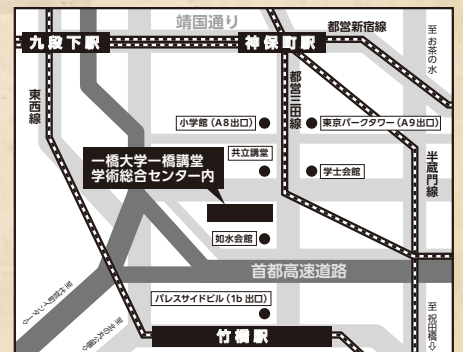 靖国通り
都営新宿線
至お茶の水
九段下駅
神保町駅
東西線
都営三田線
小学館(A8出口)
東京パークタワー(A9出口)
共立講堂
一橋大学一橋講堂
学術総合センター内
学士会館
半蔵門線
如水会館
首都高速道路
パレスサイドビル(1b 出口)
至祝田橋⇨
竹橋駅